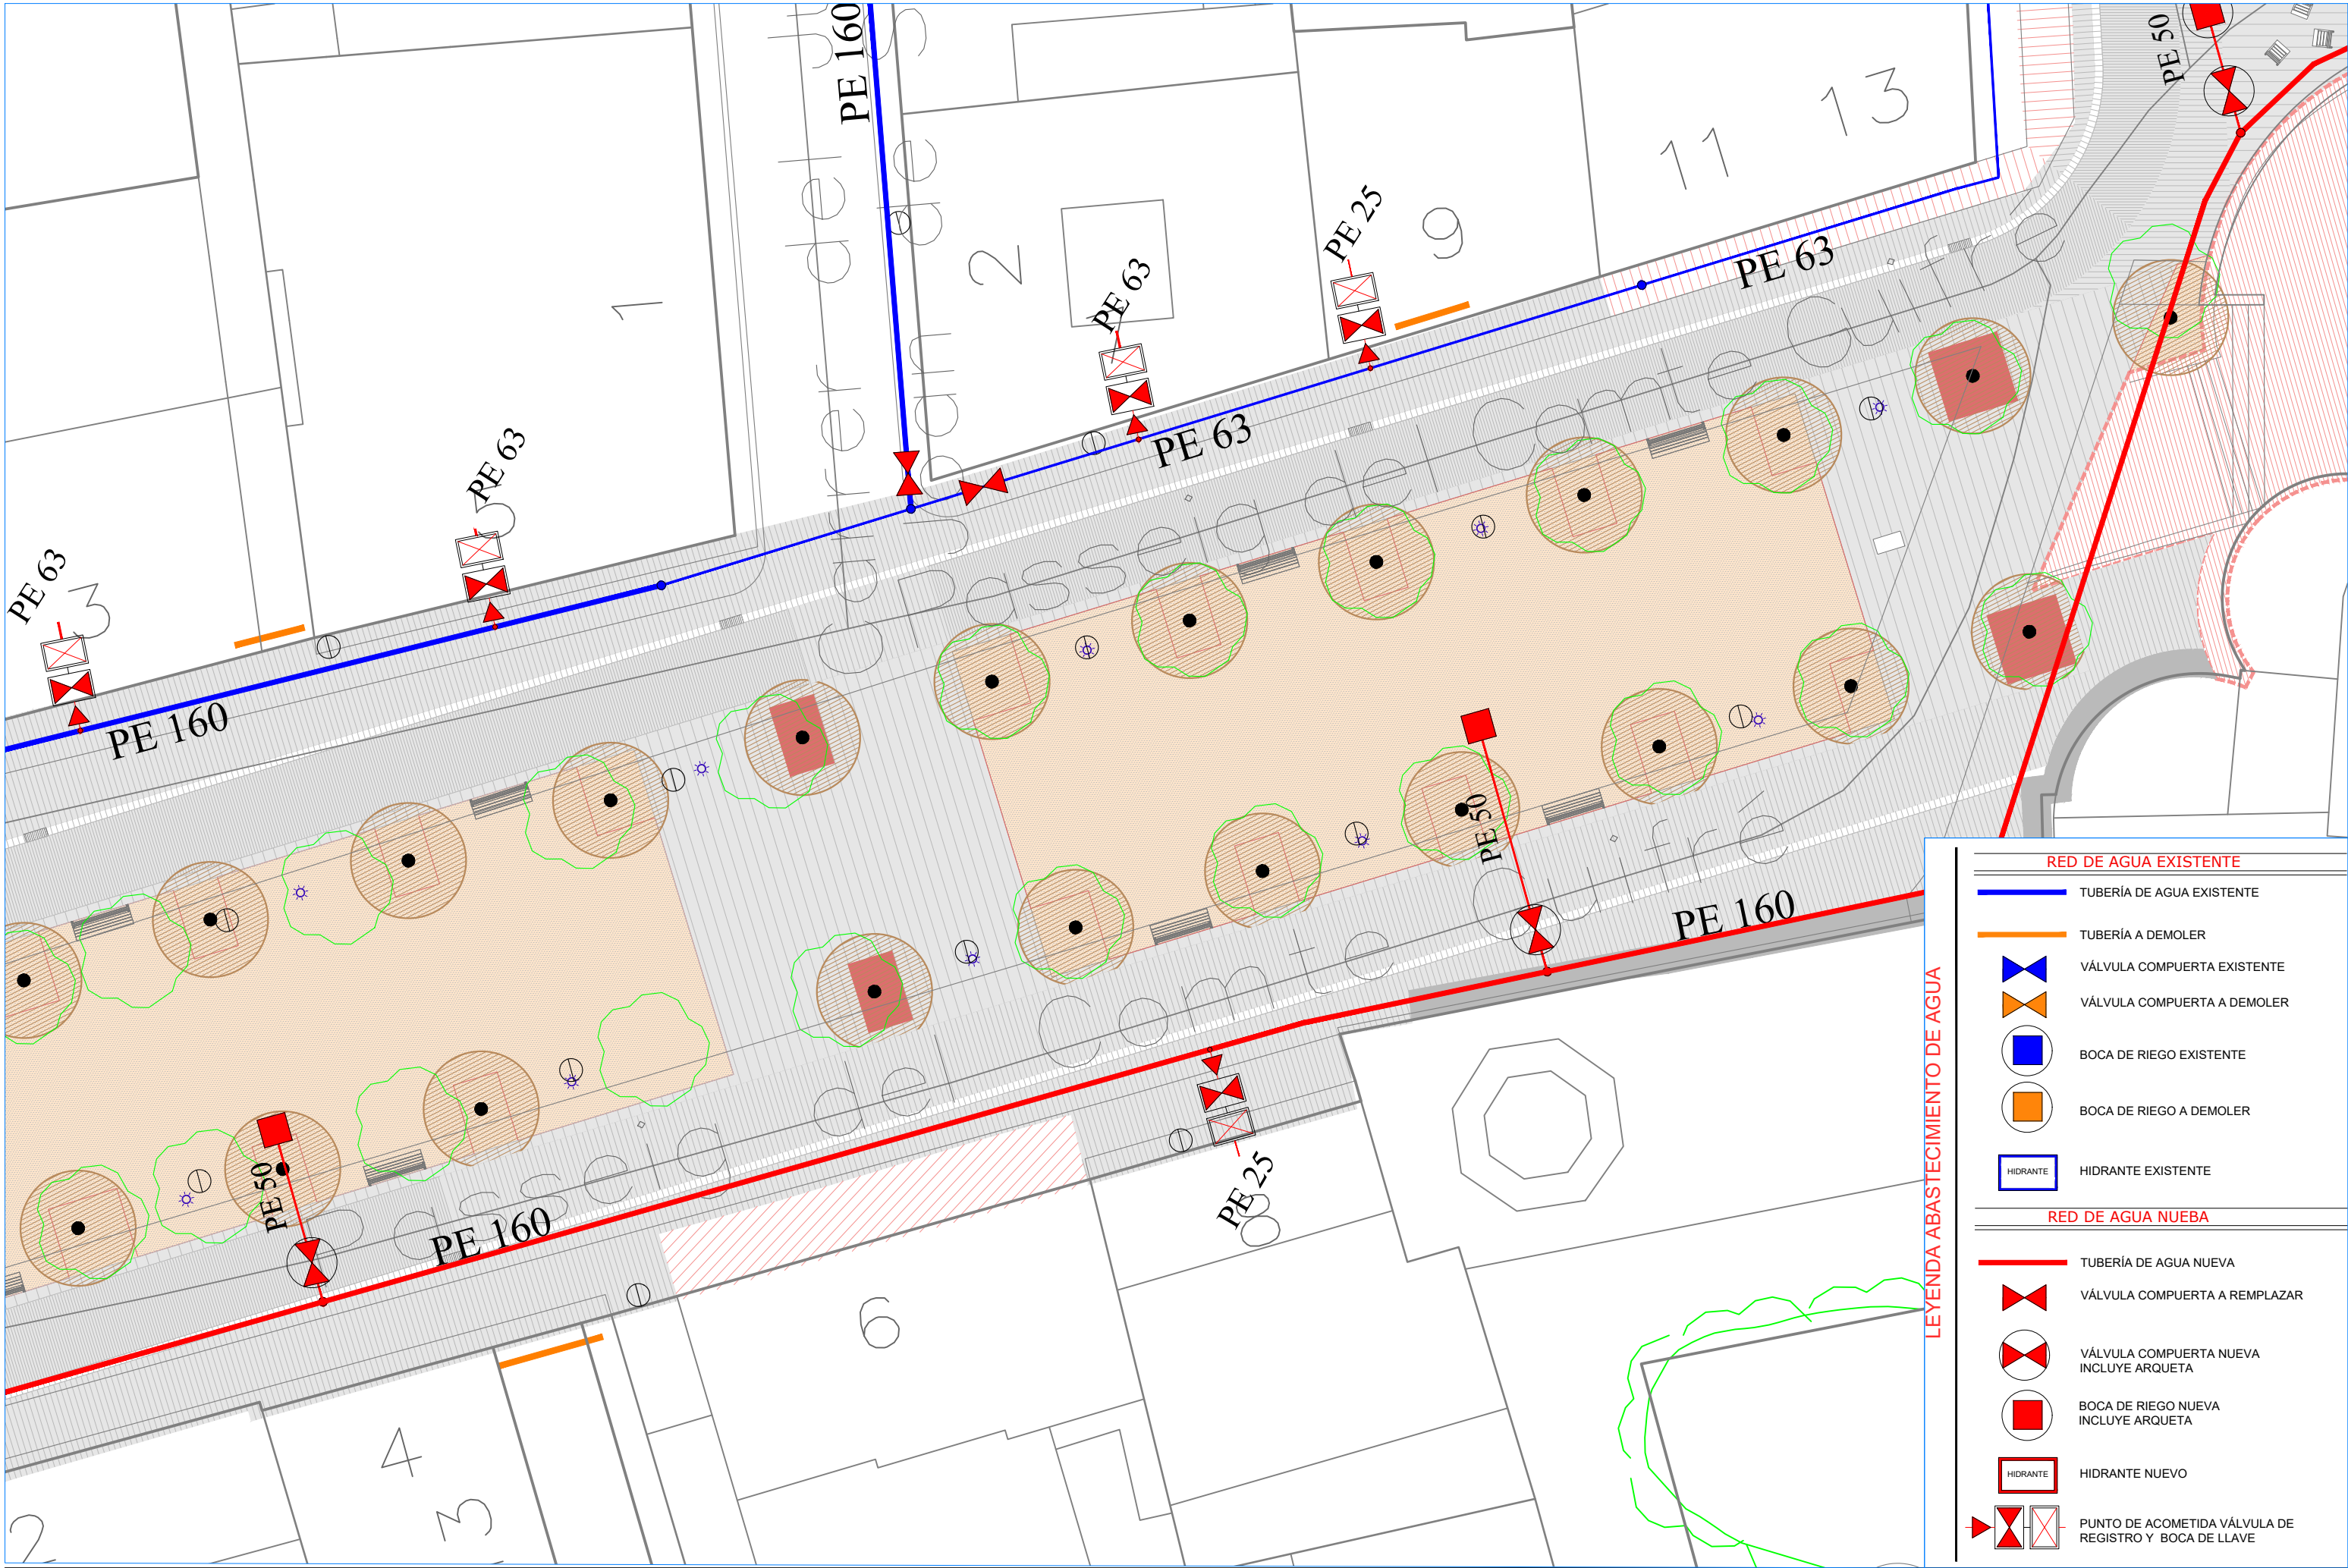 PE 160
PE 50
13
11
PE 25
9
2
PE 63
7
PE 63
1
PE 63
PE 63
5
PE 63
3
PE 160
Passeig del Comte Guifré
PE 50
PE 160
Passeig del Comte Guifré
PE 50
PE 160
PE 25
8
6
4
3
2
LEYENDA ABASTECIMIENTO DE AGUA
RED DE AGUA EXISTENTE
TUBERÍA DE AGUA EXISTENTE
TUBERÍA A DEMOLER
VÁLVULA COMPUERTA EXISTENTE
VÁLVULA COMPUERTA A DEMOLER
BOCA DE RIEGO EXISTENTE
BOCA DE RIEGO A DEMOLER
HIDRANTE
HIDRANTE EXISTENTE
RED DE AGUA NUEBA
TUBERÍA DE AGUA NUEVA
VÁLVULA COMPUERTA A REMPLAZAR
VÁLVULA COMPUERTA NUEVA
INCLUYE ARQUETA
BOCA DE RIEGO NUEVA
INCLUYE ARQUETA
HIDRANTE
HIDRANTE NUEVO
PUNTO DE ACOMETIDA VÁLVULA DE
REGISTRO Y BOCA DE LLAVE